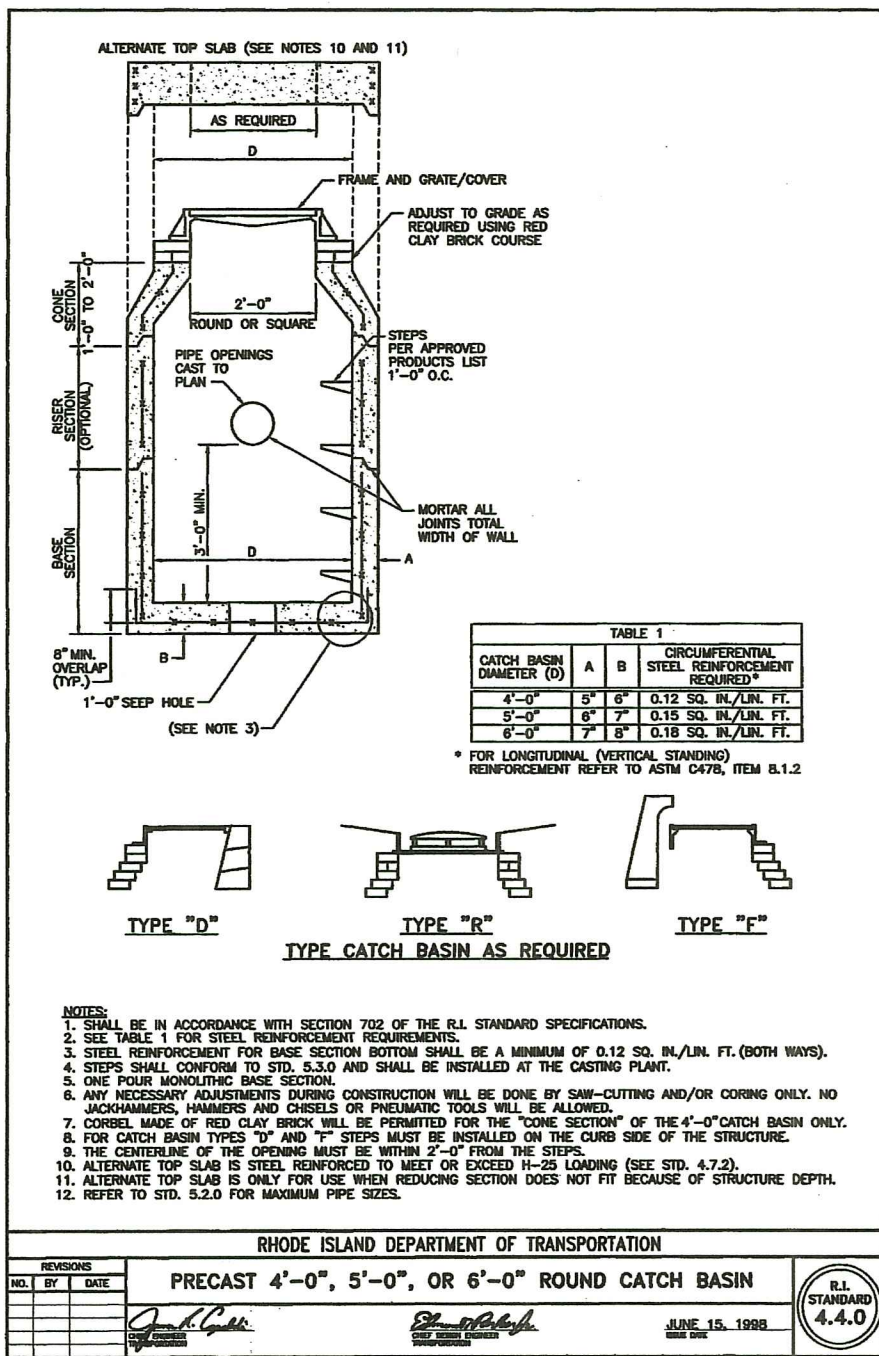 ALTERNATE TOP SLAB (SEE NOTES 10 AND 11)
AS REQUIRED
D
FRAME AND GRATE/COVER
ADJUST TO GRADE AS
REQUIRED USING RED
CLAY BRICK COURSE
CONE
SECTION
1'-0" TO 2'-0"
2'-0"
ROUND OR SQUARE
STEPS
PER APPROVED
PRODUCTS LIST
1'-0" O.C.
PIPE OPENINGS
CAST TO
PLAN
RISER
SECTION
(OPTIONAL)
3'-0" MIN.
MORTAR ALL
JOINTS TOTAL
WIDTH OF WALL
BASE
SECTION
D
A
B
8" MIN.
OVERLAP
(TYP.)
1'-0" SEEP HOLE
(SEE NOTE 3)
TABLE 1
CATCH BASIN
DIAMETER (D)
A
B
CIRCUMFERENTIAL
STEEL REINFORCEMENT
REQUIRED*
4'-0" 5" 6" 0.12 SQ. IN./LIN. FT.
5'-0" 6" 7" 0.15 SQ. IN./LIN. FT.
6'-0" 7" 8" 0.18 SQ. IN./LIN. FT.
* FOR LONGITUDINAL (VERTICAL STANDING)
REINFORCEMENT REFER TO ASTM C478, ITEM 8.1.2
TYPE "D"
TYPE "R"
TYPE "F"
TYPE CATCH BASIN AS REQUIRED
NOTES:
1. SHALL BE IN ACCORDANCE WITH SECTION 702 OF THE R.I. STANDARD SPECIFICATIONS.
2. SEE TABLE 1 FOR STEEL REINFORCEMENT REQUIREMENTS.
3. STEEL REINFORCEMENT FOR BASE SECTION BOTTOM SHALL BE A MINIMUM OF 0.12 SQ. IN./LIN. FT. (BOTH WAYS).
4. STEPS SHALL CONFORM TO STD. 5.3.0 AND SHALL BE INSTALLED AT THE CASTING PLANT.
5. ONE POUR MONOLITHIC BASE SECTION.
6. ANY NECESSARY ADJUSTMENTS DURING CONSTRUCTION WILL BE DONE BY SAW-CUTTING AND/OR CORING ONLY. NO
JACKHAMMERS, HAMMERS AND CHISELS OR PNEUMATIC TOOLS WILL BE ALLOWED.
7. CORBEL MADE OF RED CLAY BRICK WILL BE PERMITTED FOR THE "CONE SECTION" OF THE 4'-0" CATCH BASIN ONLY.
8. FOR CATCH BASIN TYPES "D" AND "F" STEPS MUST BE INSTALLED ON THE CURB SIDE OF THE STRUCTURE.
9. THE CENTERLINE OF THE OPENING MUST BE WITHIN 2'-0" FROM THE STEPS.
10. ALTERNATE TOP SLAB IS STEEL REINFORCED TO MEET OR EXCEED H-25 LOADING (SEE STD. 4.7.2).
11. ALTERNATE TOP SLAB IS ONLY FOR USE WHEN REDUCING SECTION DOES NOT FIT BECAUSE OF STRUCTURE DEPTH.
12. REFER TO STD. 5.2.0 FOR MAXIMUM PIPE SIZES.
RHODE ISLAND DEPARTMENT OF TRANSPORTATION
REVISIONS
NO. BY DATE
PRECAST 4'-0", 5'-0", OR 6'-0" ROUND CATCH BASIN
CHIEF ENGINEER
TRANSPORTATION
CHIEF DESIGN ENGINEER
TRANSPORTATION
JUNE 15, 1998
ISSUE DATE
R.I.
STANDARD
4.4.0